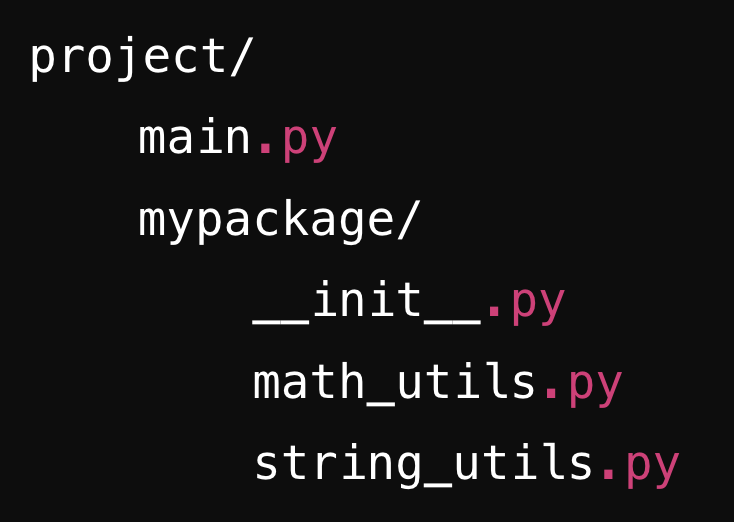 project/
    main.py
    mypackage/
        __init__.py
        math_utils.py
        string_utils.py